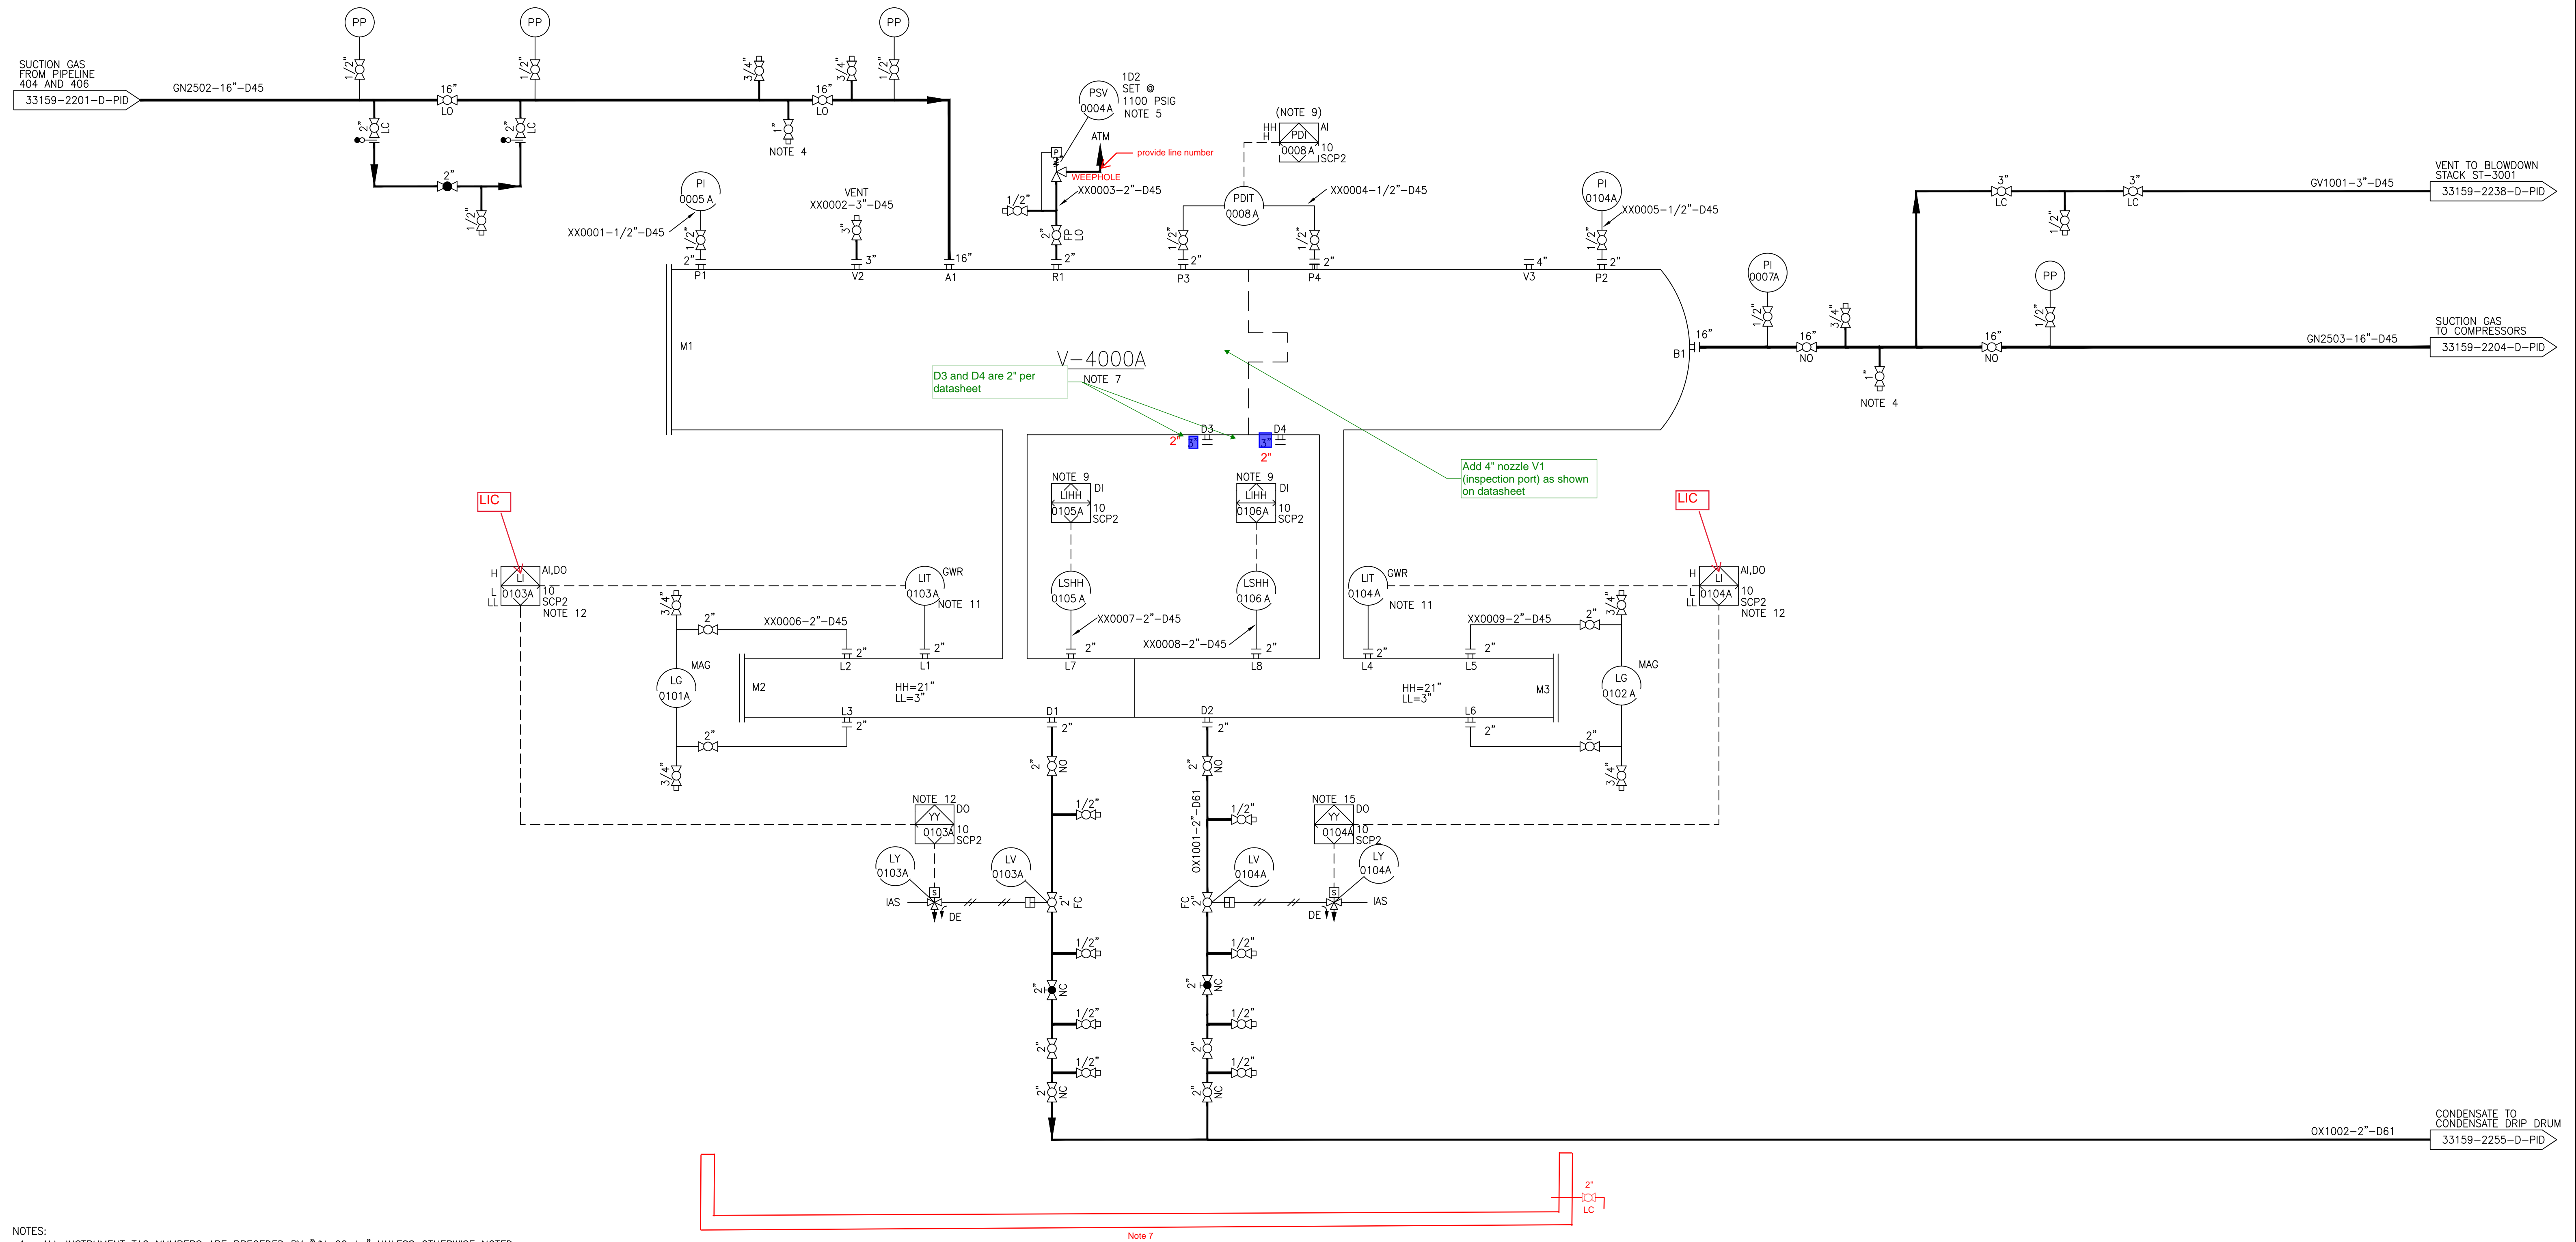 PP
PP
PP
SUCTION GAS
FROM PIPELINE
404 AND 406
33159-2201-D-PID
GN2502-16"-D45
1/2"
1/2"
3/4"
3/4"
1/2"
16"
LO
16"
LO
2"
LC
2"
LC
1"
NOTE 4
2"
1/2"
PSV
0004A
1D2
SET @
1100 PSIG
NOTE 5
ATM
P
2"
provide line number
WEEPHOLE
XX0003-2"-D45
1/2"
2"
FP
LO
(NOTE 9)
HH
H
PDI
0008A
AI
10
SCP2
PDIT
0008A
XX0004-1/2"-D45
1/2"
1/2"
PI
0005A
XX0001-1/2"-D45
1/2"
VENT
XX0002-3"-D45
3"
PI
0104A
XX0005-1/2"-D45
1/2"
VENT TO BLOWDOWN
STACK ST-3001
33159-2238-D-PID
GV1001-3"-D45
3"
LC
3"
LC
1/2"
2"
P1
3"
V2
16"
A1
2"
R1
2"
P3
2"
P4
4"
V3
2"
P2
PI
0007A
1/2"
3/4"
PP
1/2"
SUCTION GAS
TO COMPRESSORS
33159-2204-D-PID
GN2503-16"-D45
16"
B1
16"
NO
16"
NO
1"
NOTE 4
M1
V-4000A
NOTE 7
D3 and D4 are 2" per
datasheet
D3
D4
2"
3"
3"
2"
Add 4" nozzle V1
(inspection port) as shown
on datasheet
LIC
LIC
NOTE 9
LIHH
0105A
DI
10
SCP2
NOTE 9
LIHH
0106A
DI
10
SCP2
H
L
LL
LI
0103A
AI,DO
10
SCP2
NOTE 12
LIT
0103A
GWR
NOTE 11
LSHH
0105A
LSHH
0106A
LIT
0104A
GWR
NOTE 11
H
L
LL
LI
0104A
AI,DO
10
SCP2
NOTE 12
3/4"
2"
XX0006-2"-D45
XX0007-2"-D45
XX0008-2"-D45
XX0009-2"-D45
2"
3/4"
2"
L2
2"
L1
2"
L7
2"
L8
2"
L4
2"
L5
MAG
LG
0101A
M2
HH=21"
LL=3"
HH=21"
LL=3"
M3
MAG
LG
0102A
L3
2"
D1
2"
D2
2"
L6
2"
2"
3/4"
2"
3/4"
2"
NO
2"
NO
1/2"
1/2"
OX1001-2"-D61
NOTE 12
YY
0103A
DO
10
SCP2
NOTE 15
YY
0104A
DO
10
SCP2
LY
0103A
LV
0103A
LV
0104A
LY
0104A
IAS
S
DE
2"
FC
FC
2"
S
DE
IAS
1/2"
1/2"
2"
NC
2"
NC
1/2"
1/2"
2"
2"
1/2"
1/2"
2"
NC
2"
NC
CONDENSATE TO
CONDENSATE DRIP DRUM
33159-2255-D-PID
OX1002-2"-D61
2"
LC
Note 7
NOTES: